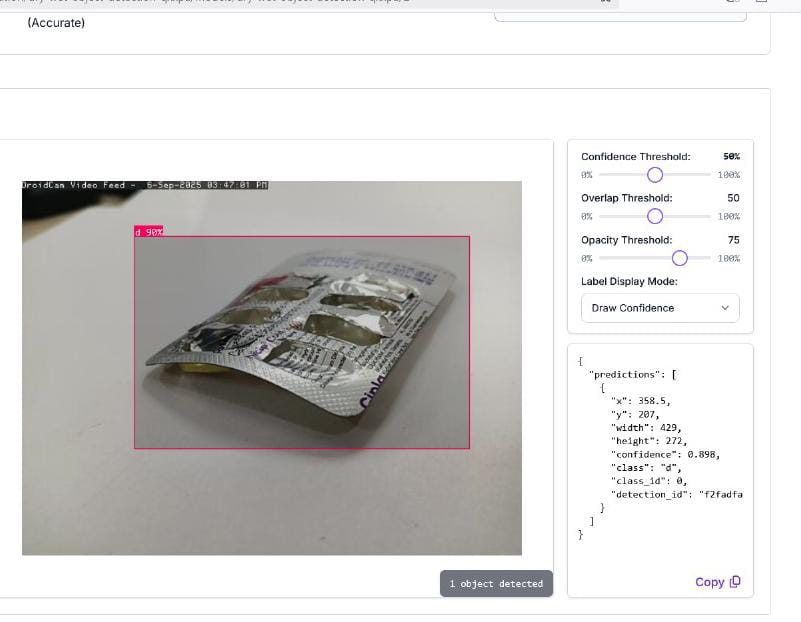 (Accurate)
DroidCam Video Feed - 6-Sep-2025 03:47:01 PM
d 90%
Cipla
1 object detected
Confidence Threshold: 50%
0% 100%
Overlap Threshold: 50
0% 100%
Opacity Threshold: 75
0% 100%
Label Display Mode:
Draw Confidence
{
"predictions": [
{
"x": 358.5,
"y": 207,
"width": 429,
"height": 272,
"confidence": 0.898,
"class": "d",
"class_id": 0,
"detection_id": "f2fadfa
}
]
}
Copy